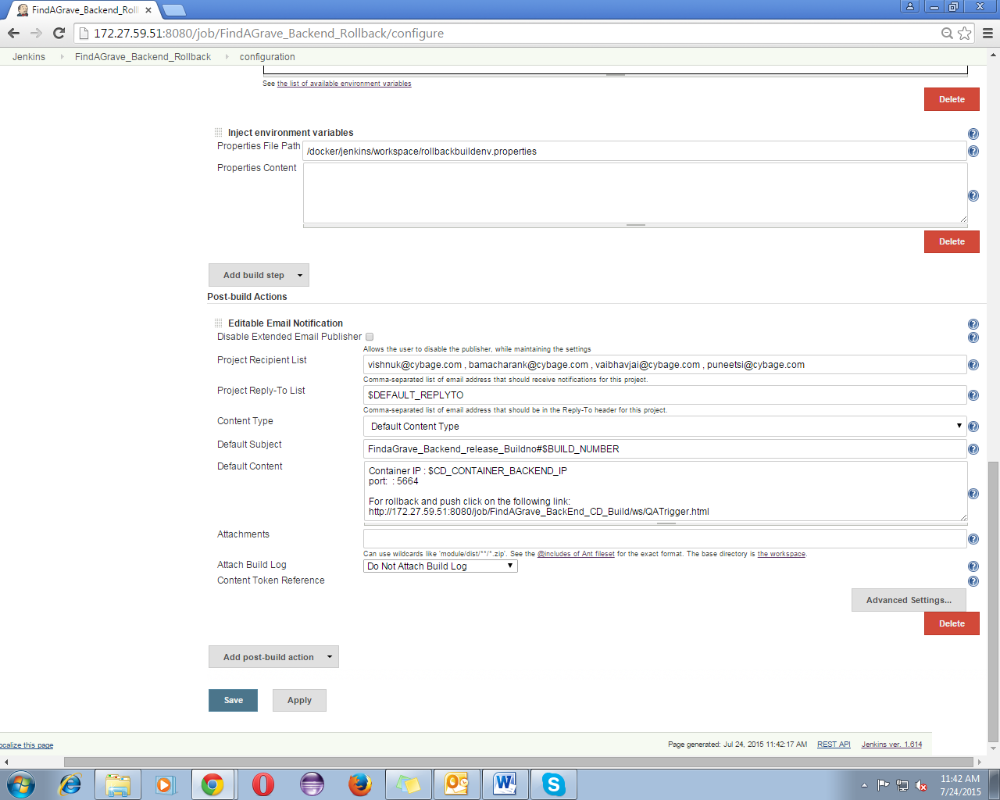 FindAGrave_Backend_Roll
172.27.59.51:8080/job/FindAGrave_Backend_Rollback/configure
Jenkins FindAGrave_Backend_Rollback configuration
See the list of available environment variables
Delete
Inject environment variables
Properties File Path /docker/jenkins/workspace/rollbackbuildenv.properties
Properties Content
Delete
Add build step
Post-build Actions
Editable Email Notification
Disable Extended Email Publisher
Allows the user to disable the publisher, while maintaining the settings
Project Recipient List vishnuk@cybage.com , bamacharank@cybage.com , vaibhavjai@cybage.com , puneetsi@cybage.com
Comma-separated list of email address that should receive notifications for this project.
Project Reply-To List $DEFAULT_REPLYTO
Comma-separated list of email address that should be in the Reply-To header for this project.
Content Type Default Content Type
Default Subject FindaGrave_Backend_release_Buildno#$BUILD_NUMBER
Default Content Container IP : $CD_CONTAINER_BACKEND_IP
port: : 5664
For rollback and push click on the following link:
http://172.27.59.51:8080/job/FindAGrave_BackEnd_CD_Build/ws/QATrigger.html
Attachments
Can use wildcards like 'module/dist/**/*.zip'. See the @includes of Ant fileset for the exact format. The base directory is the workspace.
Attach Build Log Do Not Attach Build Log
Content Token Reference
Advanced Settings...
Delete
Add post-build action
Save Apply
ocalize this page Page generated: Jul 24, 2015 11:42:17 AM REST API Jenkins ver. 1.614
11:42 AM
7/24/2015